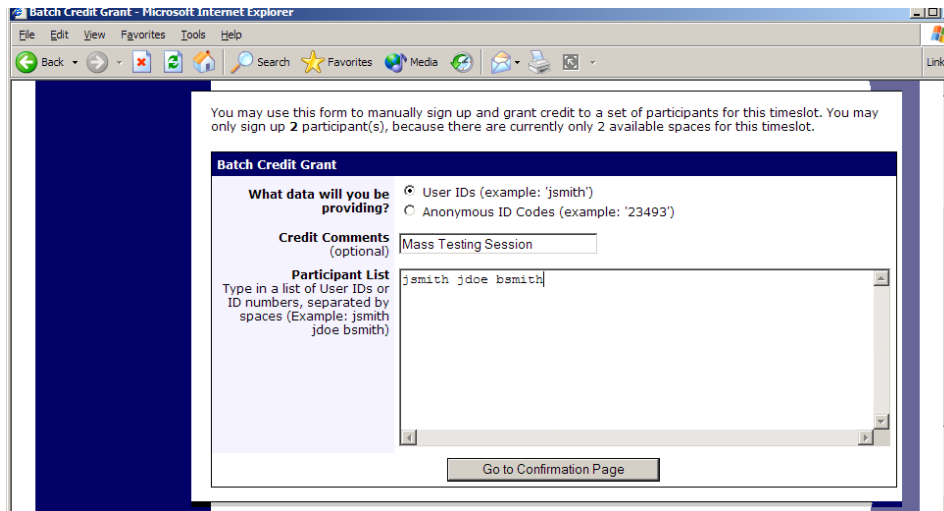 Batch Credit Grant - Microsoft Internet Explorer
File Edit View Favorites Tools Help
Back Search Favorites Media Link
You may use this form to manually sign up and grant credit to a set of participants for this timeslot. You may
only sign up 2 participant(s), because there are currently only 2 available spaces for this timeslot.
Batch Credit Grant
What data will you be
providing?
User IDs (example: 'jsmith')
Anonymous ID Codes (example: '23493')
Credit Comments
(optional)
Mass Testing Session
Participant List
Type in a list of User IDs or
ID numbers, separated by
spaces (Example: jsmith
jdoe bsmith)
jsmith jdoe bsmith
Go to Confirmation Page